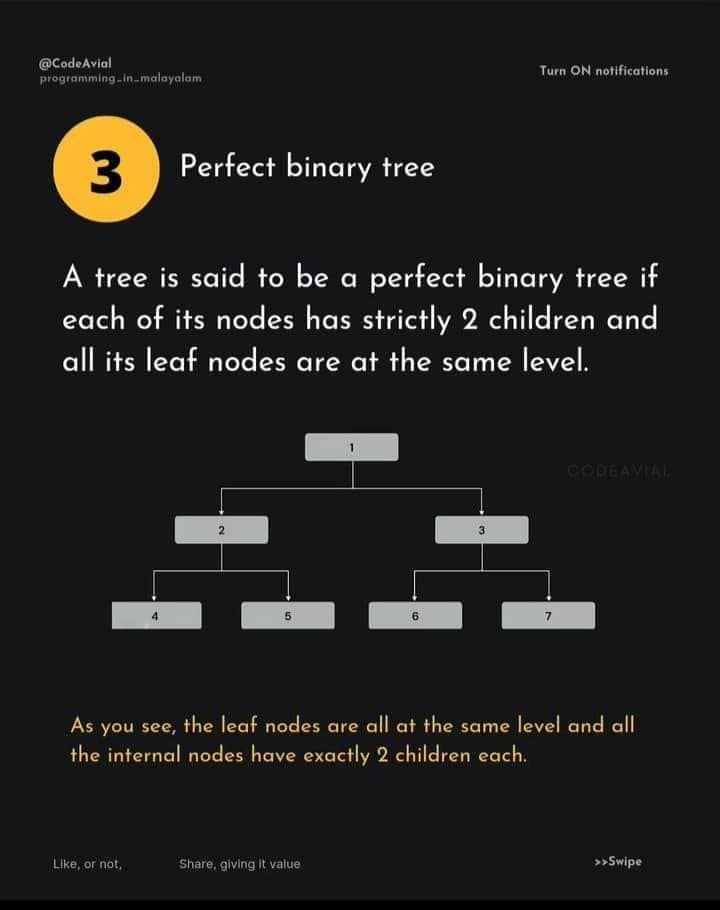 @CodeAvial
programming_in_malayalam
Turn ON notifications
3
Perfect binary tree
A tree is said to be a perfect binary tree if
each of its nodes has strictly 2 children and
all its leaf nodes are at the same level.
1
CODEAVIAL
2
3
4
5
6
7
As you see, the leaf nodes are all at the same level and all
the internal nodes have exactly 2 children each.
Like, or not,
Share, giving it value
>>Swipe